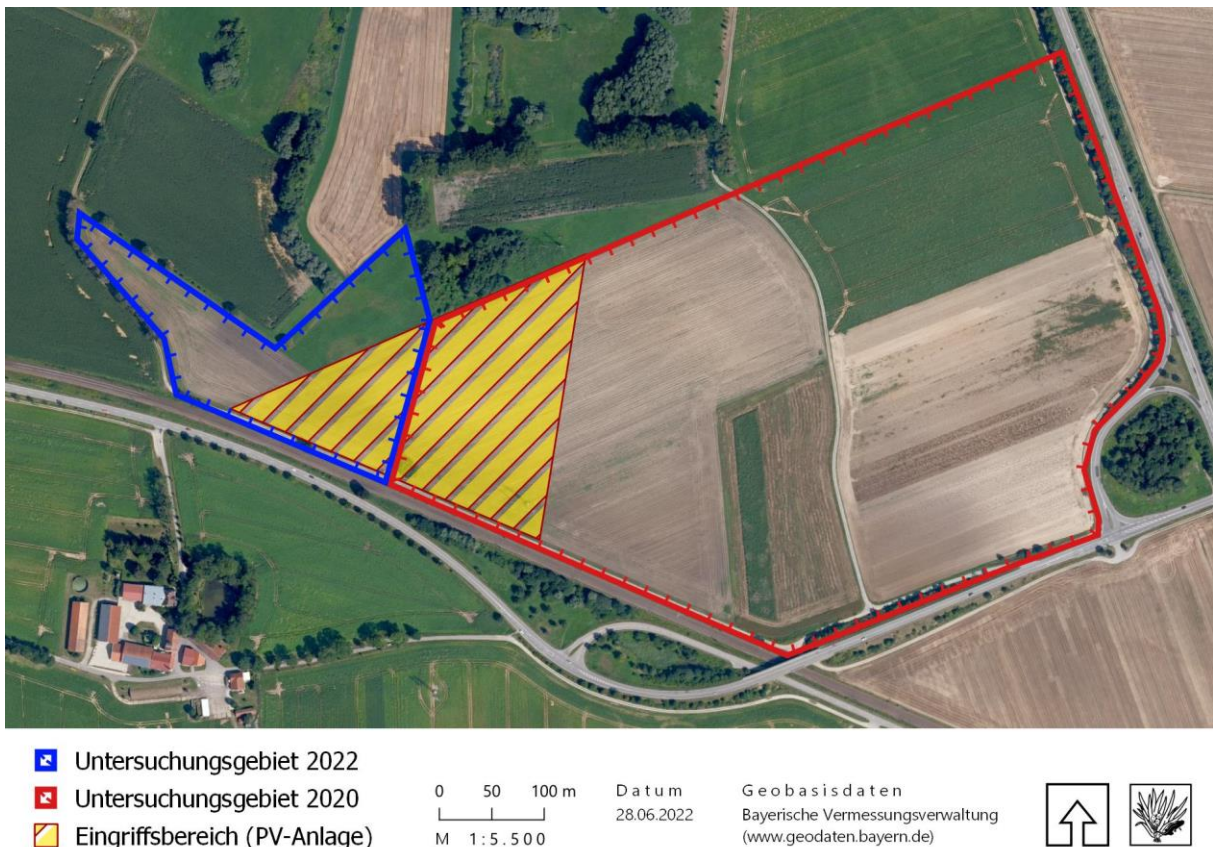 Untersuchungsgebiet 2022
Untersuchungsgebiet 2020
Eingriffsbereich (PV-Anlage)
0 50 100 m
M 1:5.500
Datum
28.06.2022
Geobasisdaten
Bayerische Vermessungsverwaltung
(www.geodaten.bayern.de)